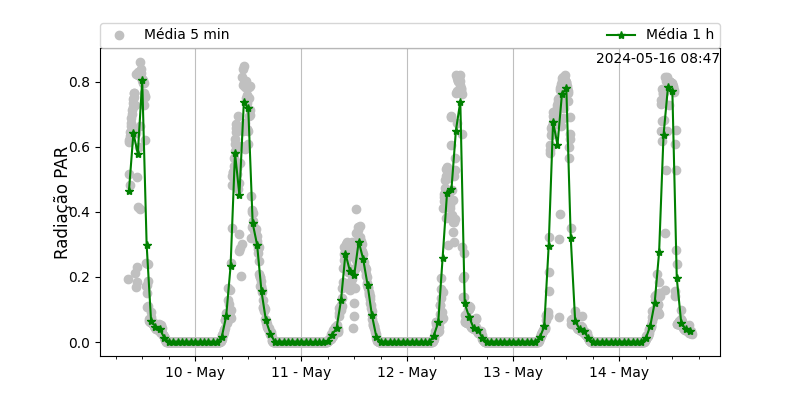 Média 5 min
Média 1 h
2024-05-16 08:47
Radiação PAR
0.8
0.6
0.4
0.2
0.0
10 - May
11 - May
12 - May
13 - May
14 - May